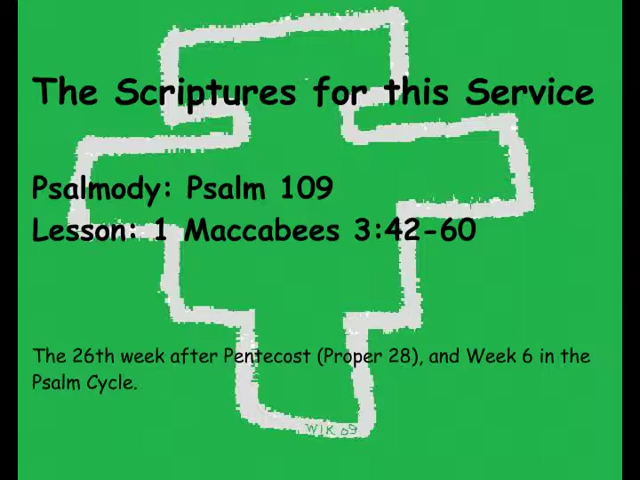 The Scriptures for this Service
Psalmody: Psalm 109
Lesson: 1 Maccabees 3:42-60
The 26th week after Pentecost (Proper 28), and Week 6 in the
Psalm Cycle.
WIK 09